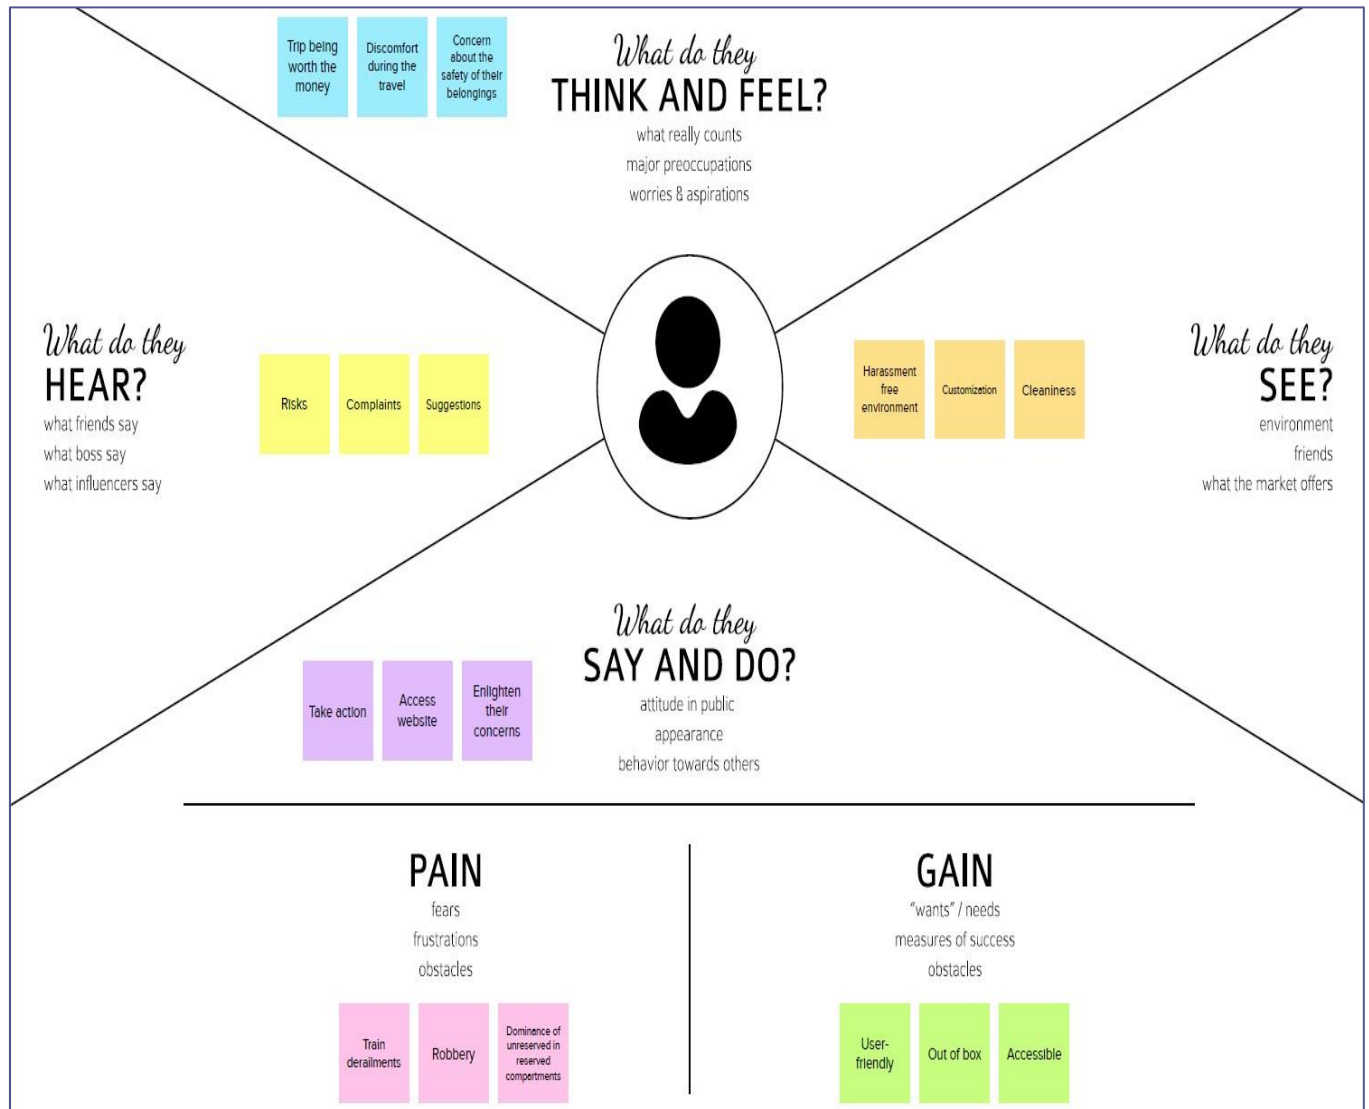 Trip being
worth the
money
Discomfort
during the
travel
Concern
about the
safety of their
belongings
What do they
THINK AND FEEL?
what really counts
major preoccupations
worries & aspirations
What do they
HEAR?
what friends say
what boss say
what influencers say
Risks
Complaints
Suggestions
Harassment
free
environment
Customization
Cleaniness
What do they
SEE?
environment
friends
what the market offers
Take action
Access
website
Enlighten
their
concerns
What do they
SAY AND DO?
attitude in public
appearance
behavior towards others
PAIN
fears
frustrations
obstacles
Train
derailments
Robbery
Dominance of
unreserved in
reserved
compartments
GAIN
"wants" / needs
measures of success
obstacles
User-
friendly
Out of box
Accessible